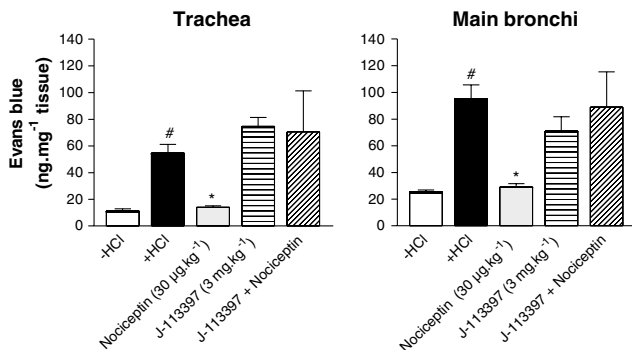 Trachea
Main bronchi
Evans blue
(ng.mg⁻¹ tissue)
140
120
100
80
60
40
20
0
#
*
-HCl
+HCl
Nociceptin (30 µg.kg⁻¹)
J-113397 (3 mg.kg⁻¹)
J-113397 + Nociceptin
140
120
100
80
60
40
20
0
#
*
-HCl
+HCl
Nociceptin (30 µg.kg⁻¹)
J-113397 (3 mg.kg⁻¹)
J-113397 + Nociceptin